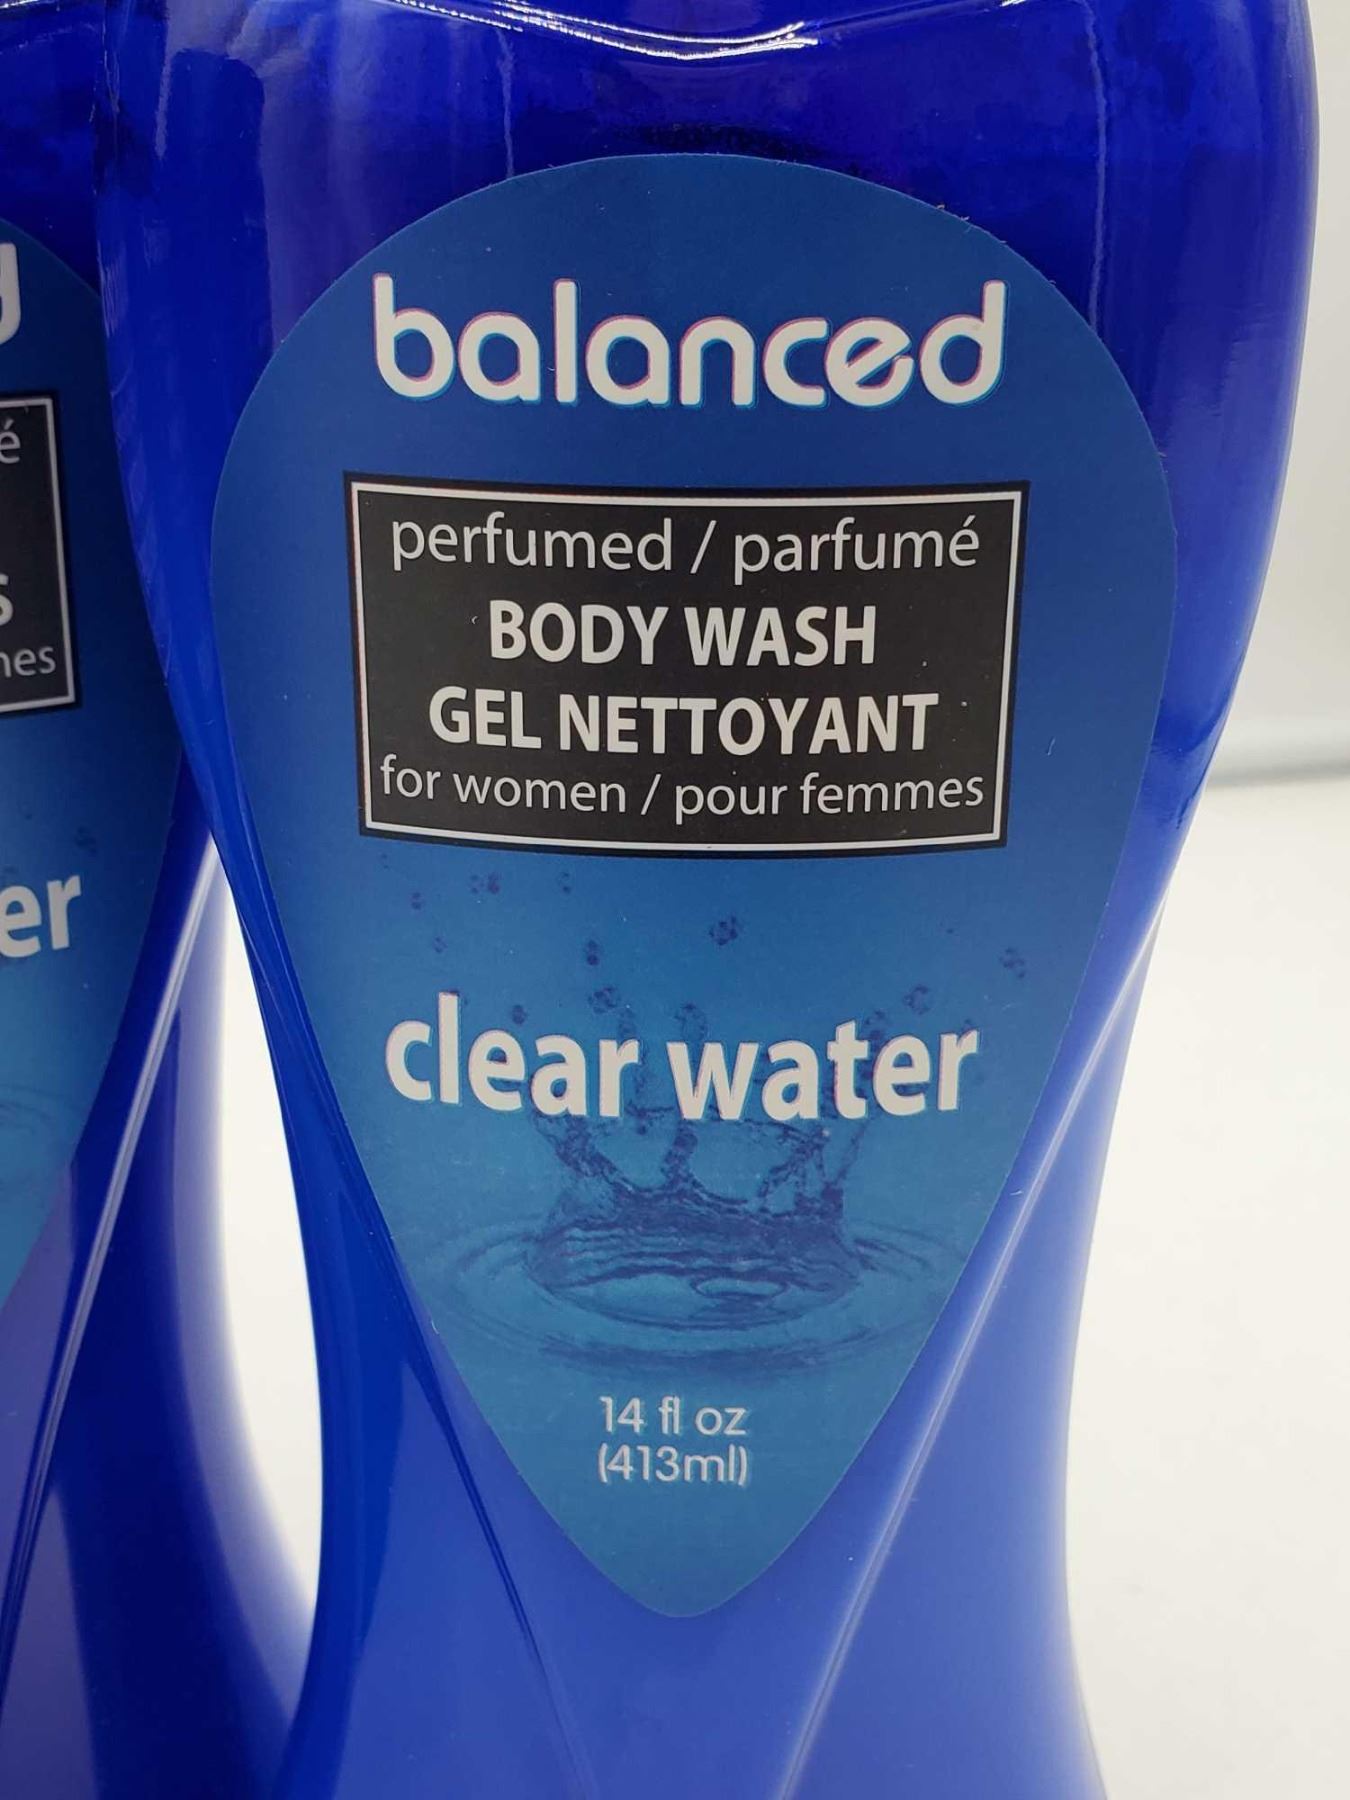 balanced
perfumed / parfumé
BODY WASH
GEL NETTOYANT
for women / pour femmes
clear water
14 fl oz
(413ml)